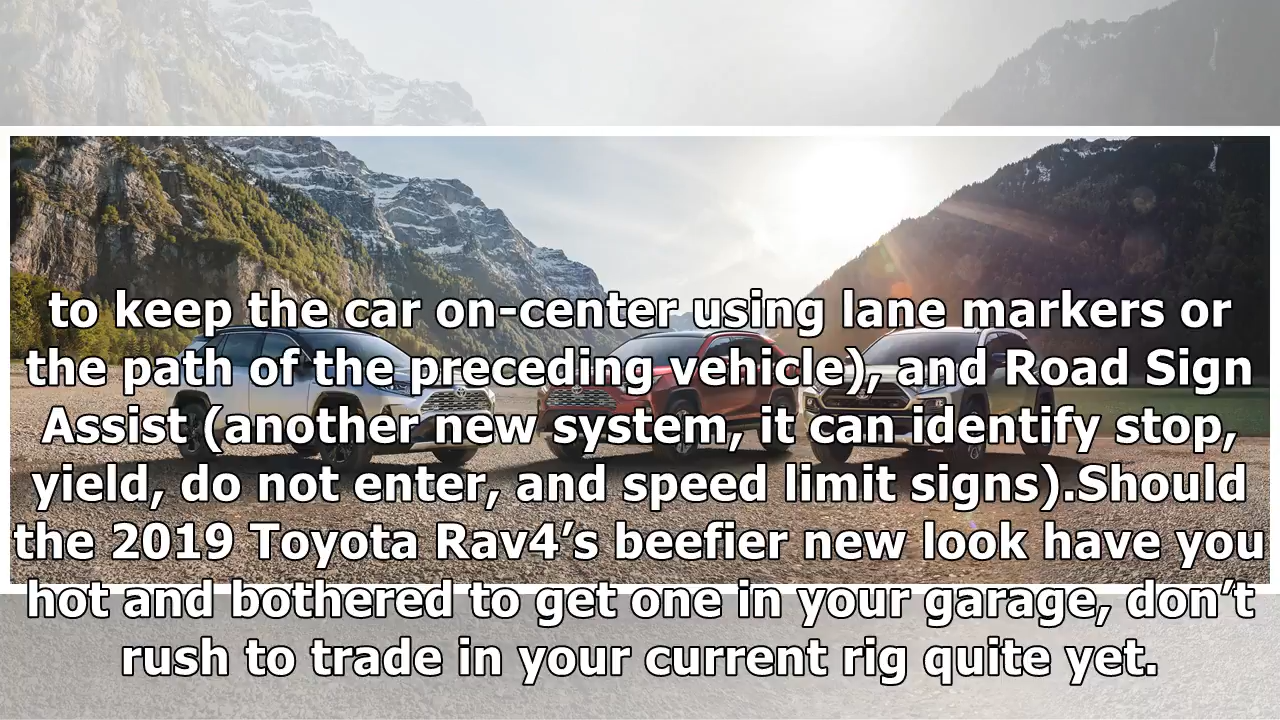 to keep the car on-center using lane markers or
the path of the preceding vehicle), and Road Sign
Assist (another new system, it can identify stop,
yield, do not enter, and speed limit signs).Should
the 2019 Toyota Rav4’s beefier new look have you
hot and bothered to get one in your garage, don’t
rush to trade in your current rig quite yet.